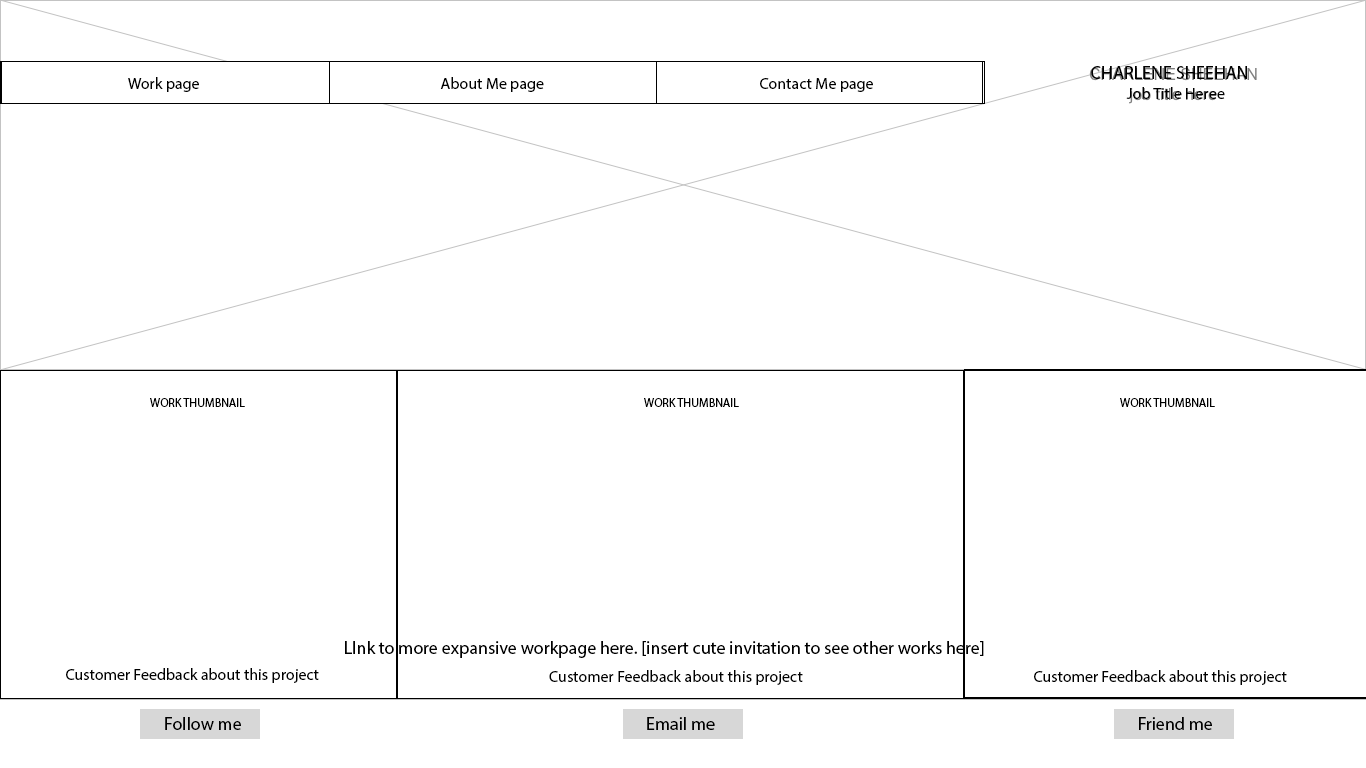 Work page
About Me page
Contact Me page
CHARLENE SHEEHAN
Job Title Heree
WORK THUMBNAIL
WORK THUMBNAIL
WORK THUMBNAIL
LInk to more expansive workpage here. [insert cute invitation to see other works here]
Customer Feedback about this project
Customer Feedback about this project
Customer Feedback about this project
Follow me
Email me
Friend me